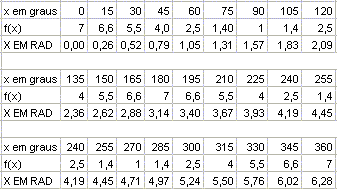 x em graus 0 15 30 45 60 75 90 105 120
f(x) 7 6,6 5,5 4,0 2,5 1,40 1 1,4 2,5
X EM RAD 0,00 0,26 0,52 0,79 1,05 1,31 1,57 1,83 2,09
x em graus 135 150 165 180 195 210 225 240 255
f(x) 4 5,5 6,6 7 6,6 5,5 4 2,5 1,4
X EM RAD 2,36 2,62 2,88 3,14 3,40 3,67 3,93 4,19 4,45
x em graus 240 255 270 285 300 315 330 345 360
f(x) 2,5 1,4 1 1,4 2,5 4 5,5 6,6 7
X EM RAD 4,19 4,45 4,71 4,97 5,24 5,50 5,76 6,02 6,28